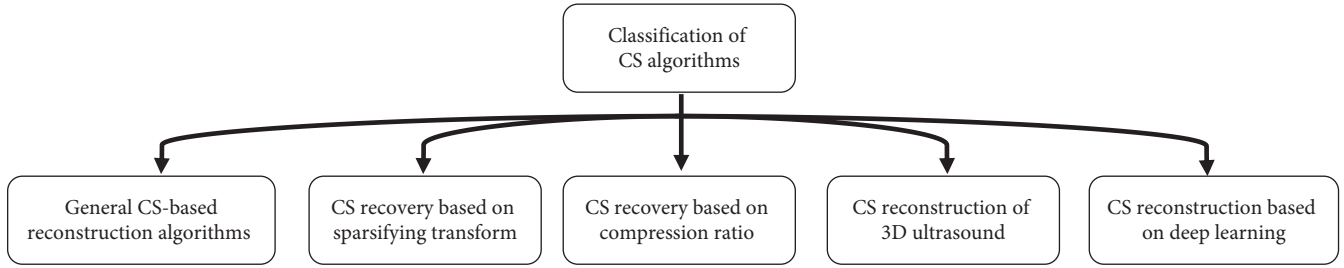 Classification of
CS algorithms
General CS-based
reconstruction algorithms
CS recovery based on
sparsifying transform
CS recovery based on
compression ratio
CS reconstruction of
3D ultrasound
CS reconstruction based
on deep learning